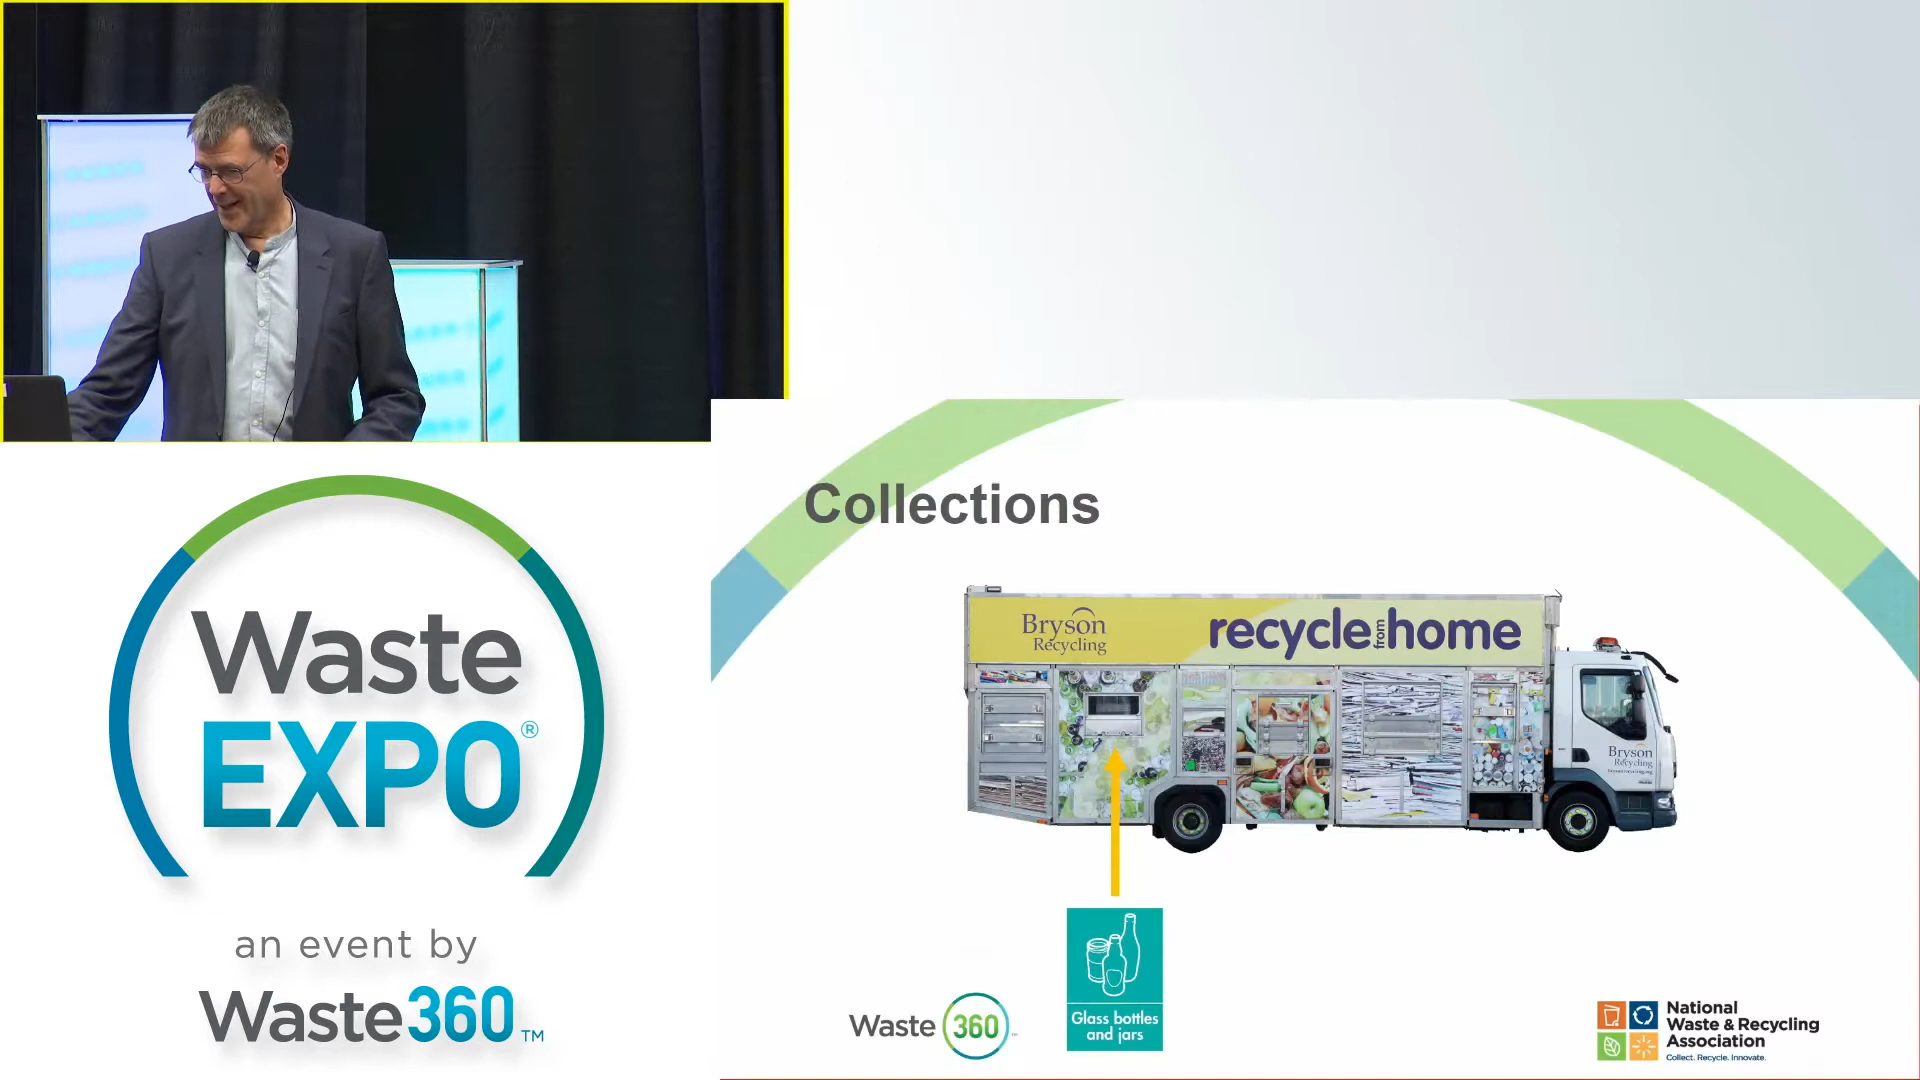 Collections
Bryson
Recycling
recycle from home
Bryson
Recycling
Waste
EXPO®
an event by
Waste360™
Glass bottles
and jars
Waste 360
National
Waste & Recycling
Association
Collect. Recycle. Innovate.